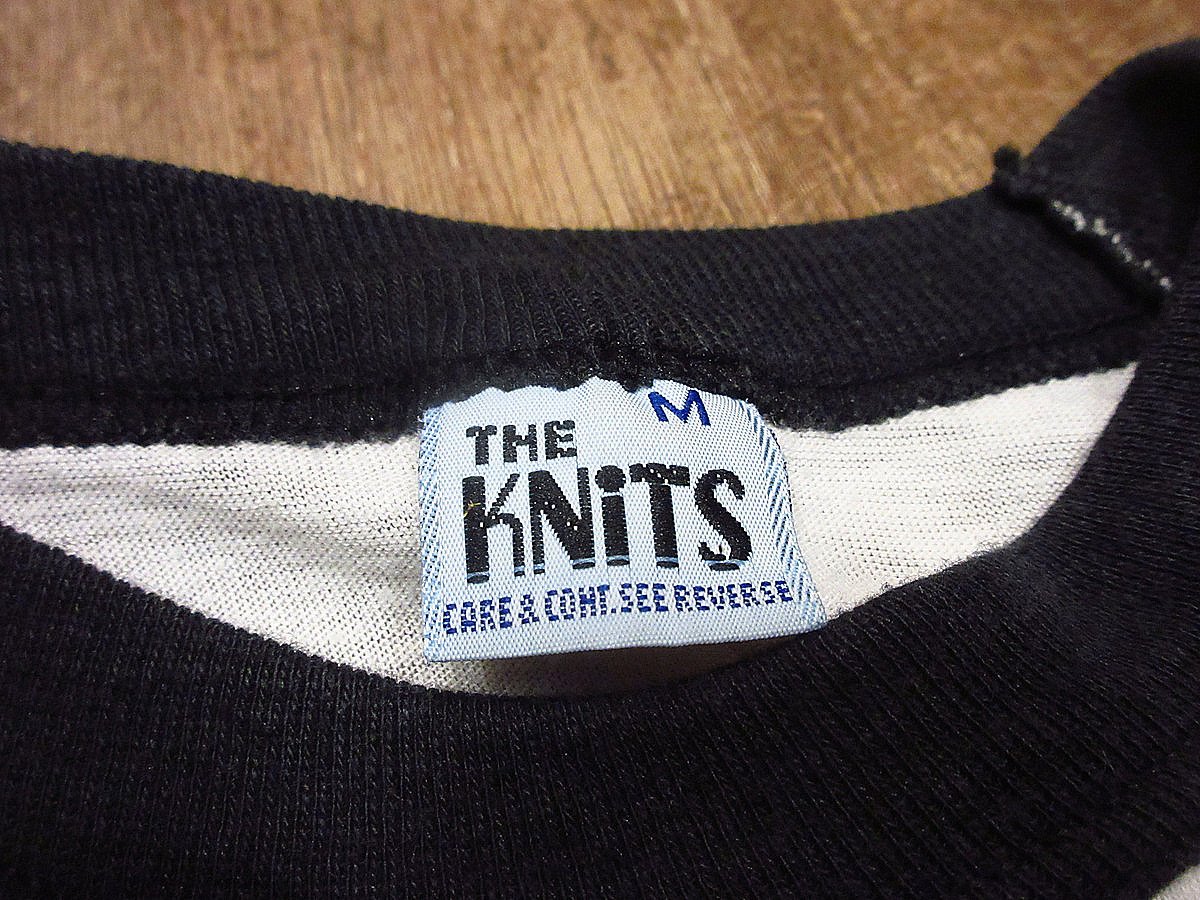 M
THE
KNiTS
CARE & CONT. SEE REVERSE